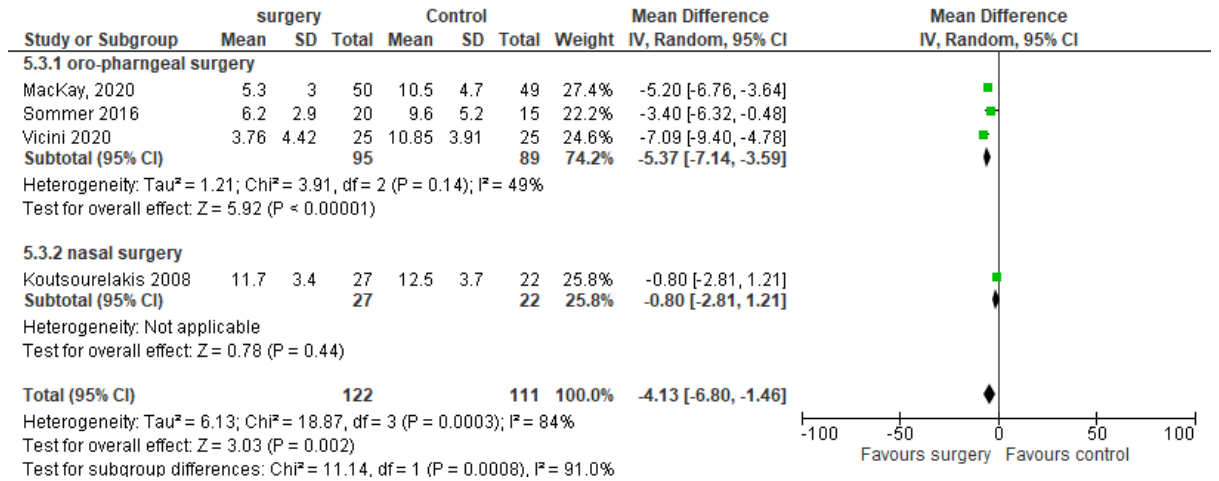 surgery Control Mean Difference Mean Difference
Study or Subgroup Mean SD Total Mean SD Total Weight IV, Random, 95% CI IV, Random, 95% CI
5.3.1 oro-pharngeal surgery
MacKay, 2020 5.3 3 50 10.5 4.7 49 27.4% -5.20 [-6.76, -3.64]
Sommer 2016 6.2 2.9 20 9.6 5.2 15 22.2% -3.40 [-6.32, -0.48]
Vicini 2020 3.76 4.42 25 10.85 3.91 25 24.6% -7.09 [-9.40, -4.78]
Subtotal (95% CI) 95 89 74.2% -5.37 [-7.14, -3.59]
Heterogeneity: Tau² = 1.21; Chi² = 3.91, df = 2 (P = 0.14); I² = 49%
Test for overall effect: Z = 5.92 (P < 0.00001)
5.3.2 nasal surgery
Koutsourelakis 2008 11.7 3.4 27 12.5 3.7 22 25.8% -0.80 [-2.81, 1.21]
Subtotal (95% CI) 27 22 25.8% -0.80 [-2.81, 1.21]
Heterogeneity: Not applicable
Test for overall effect: Z = 0.78 (P = 0.44)
Total (95% CI) 122 111 100.0% -4.13 [-6.80, -1.46]
Heterogeneity: Tau² = 6.13; Chi² = 18.87, df = 3 (P = 0.0003); I² = 84%
Test for overall effect: Z = 3.03 (P = 0.002)
Test for subgroup differences: Chi² = 11.14, df = 1 (P = 0.0008), I² = 91.0%
-100 -50 0 50 100
Favours surgery Favours control